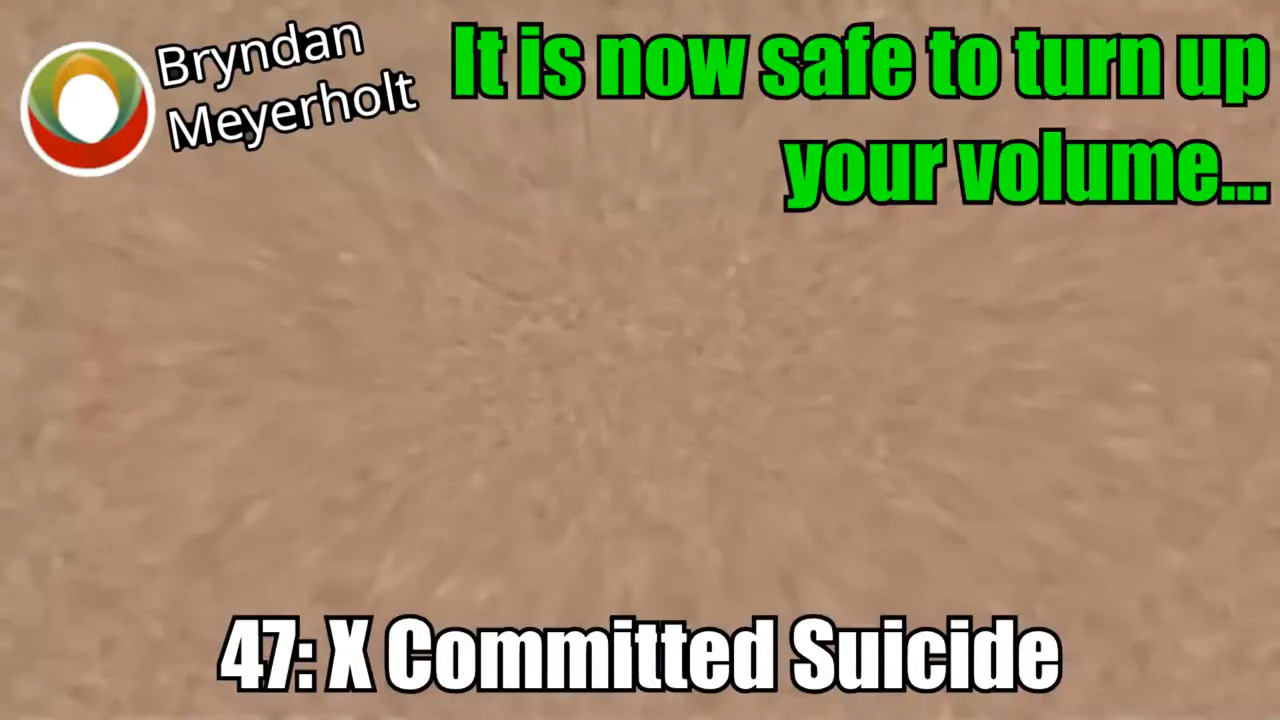 Bryndan
Meyerholt
It is now safe to turn up
your volume...
47: X Committed Suicide